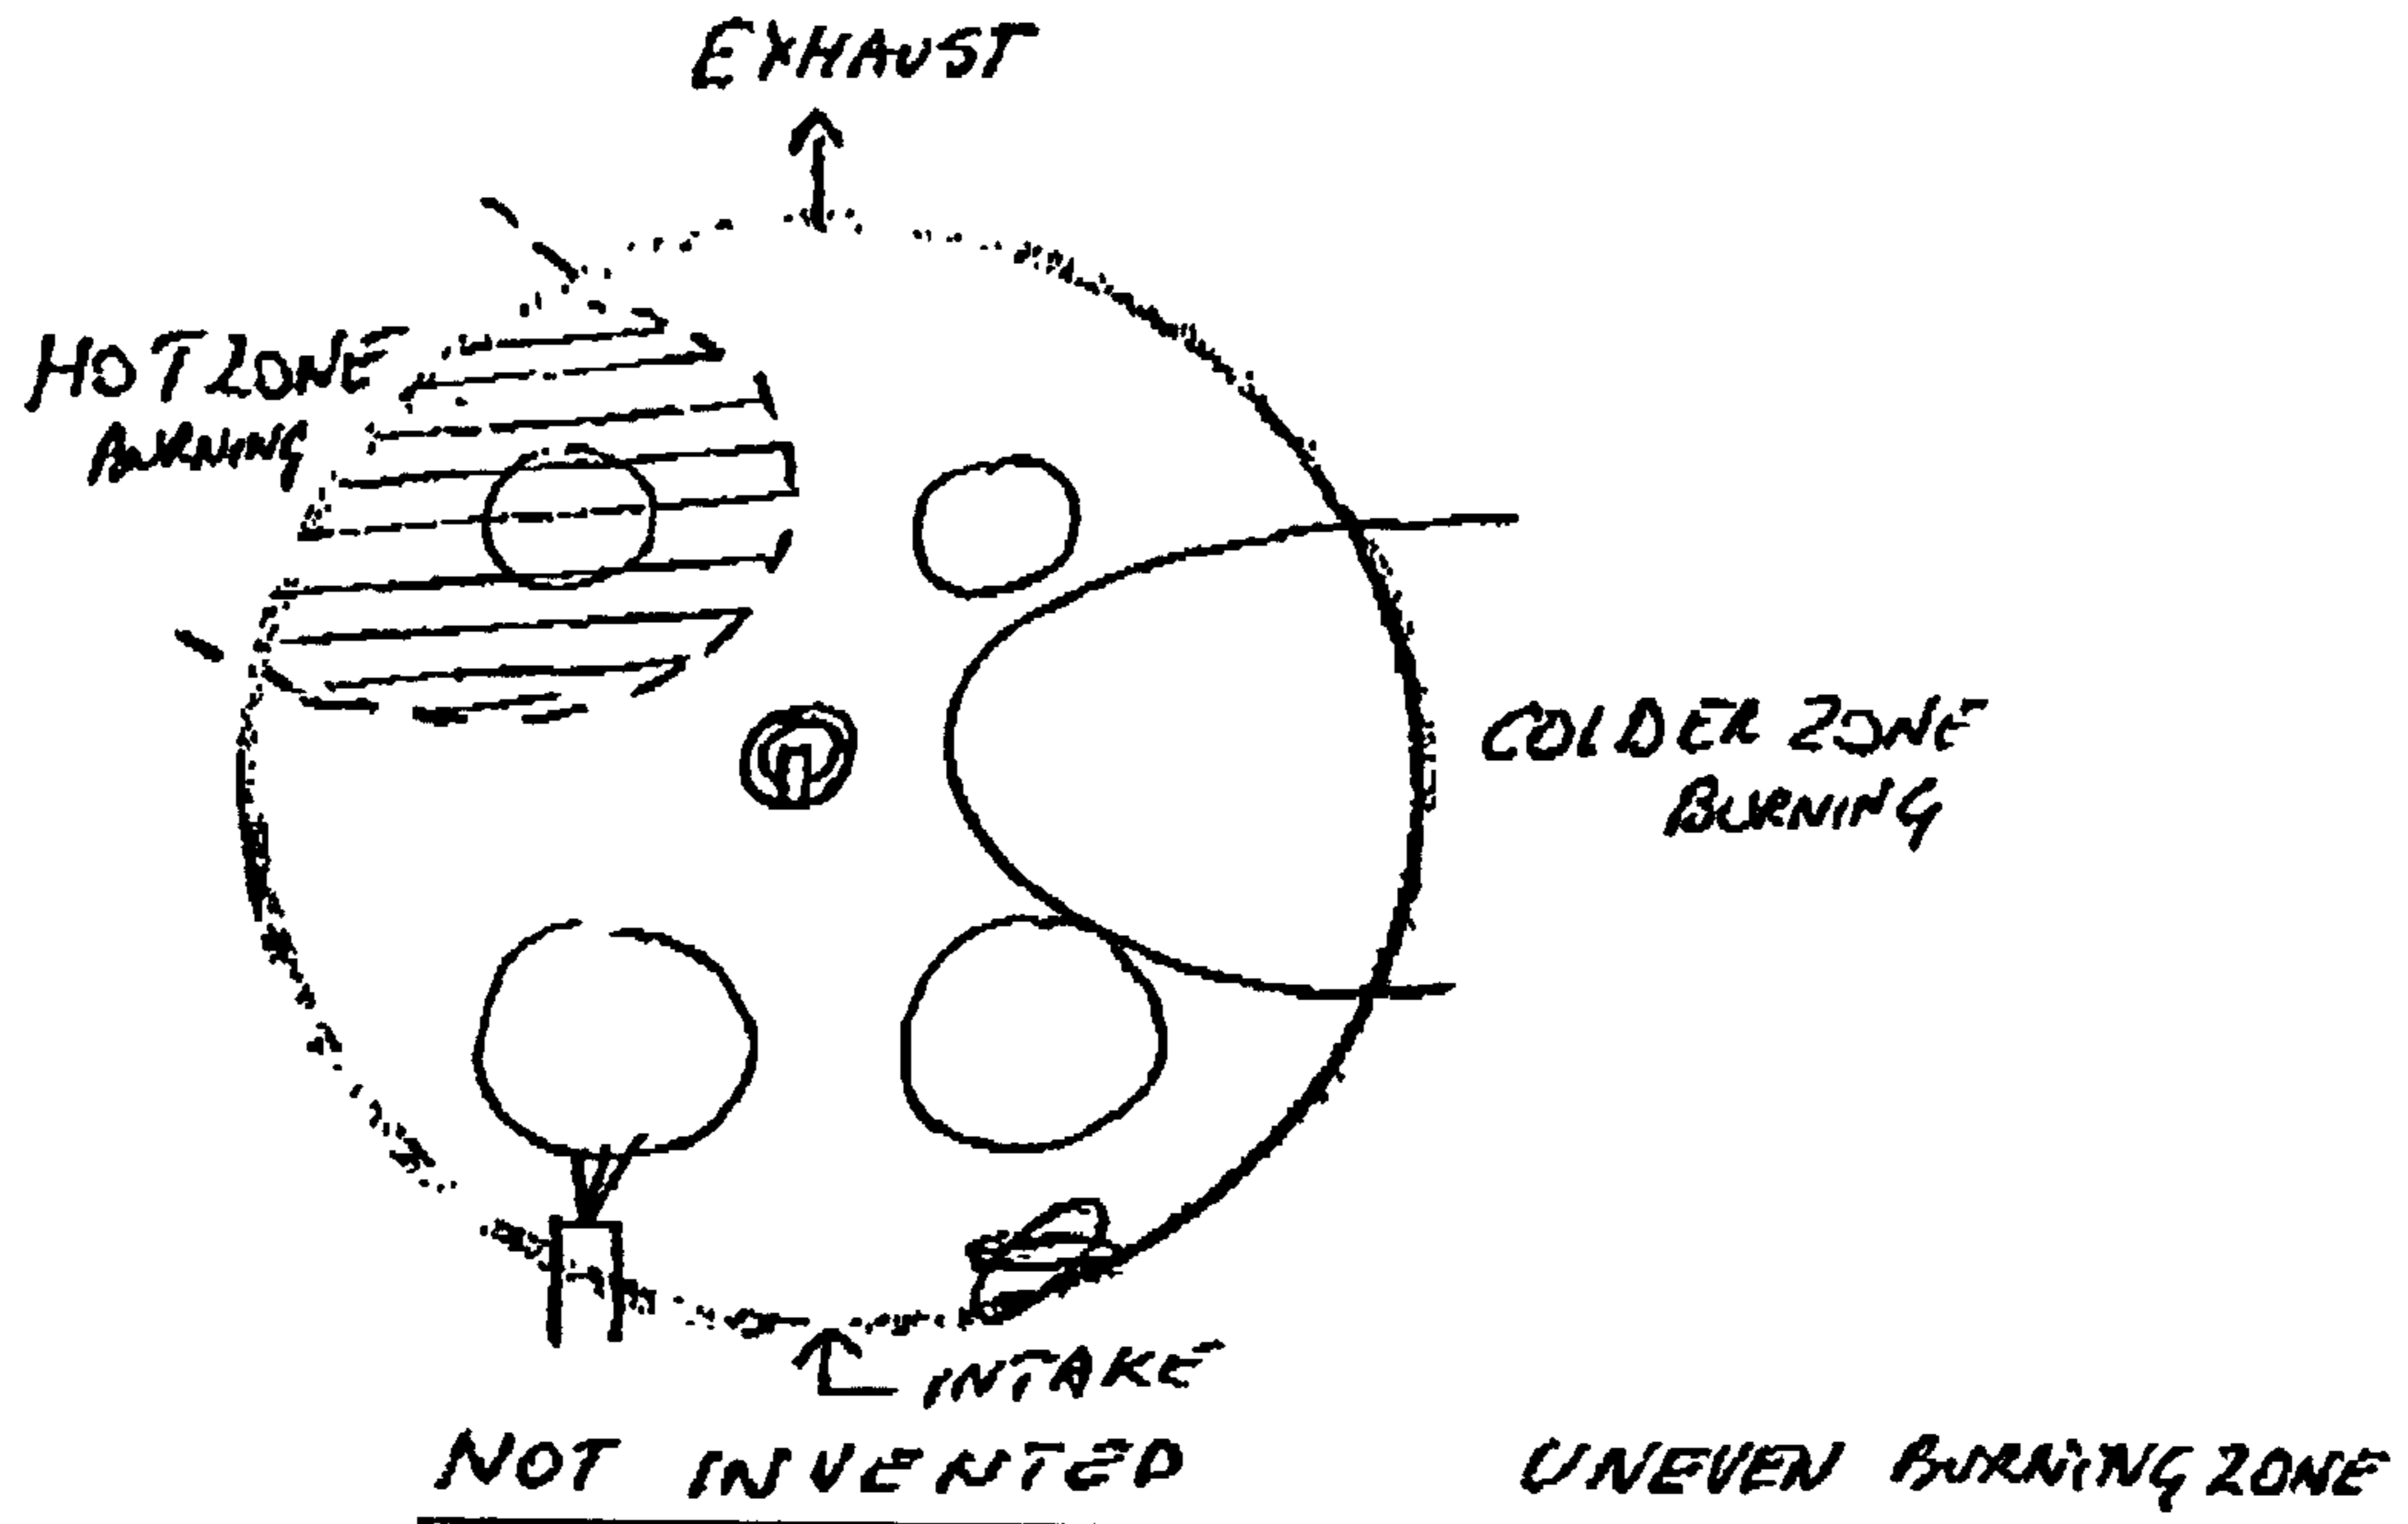 EXHAUST
HOT ZONE
BURNING
COLDER ZONE
BURNING
INTAKE
NOT INVENTED
UNEVEN BURNING ZONE